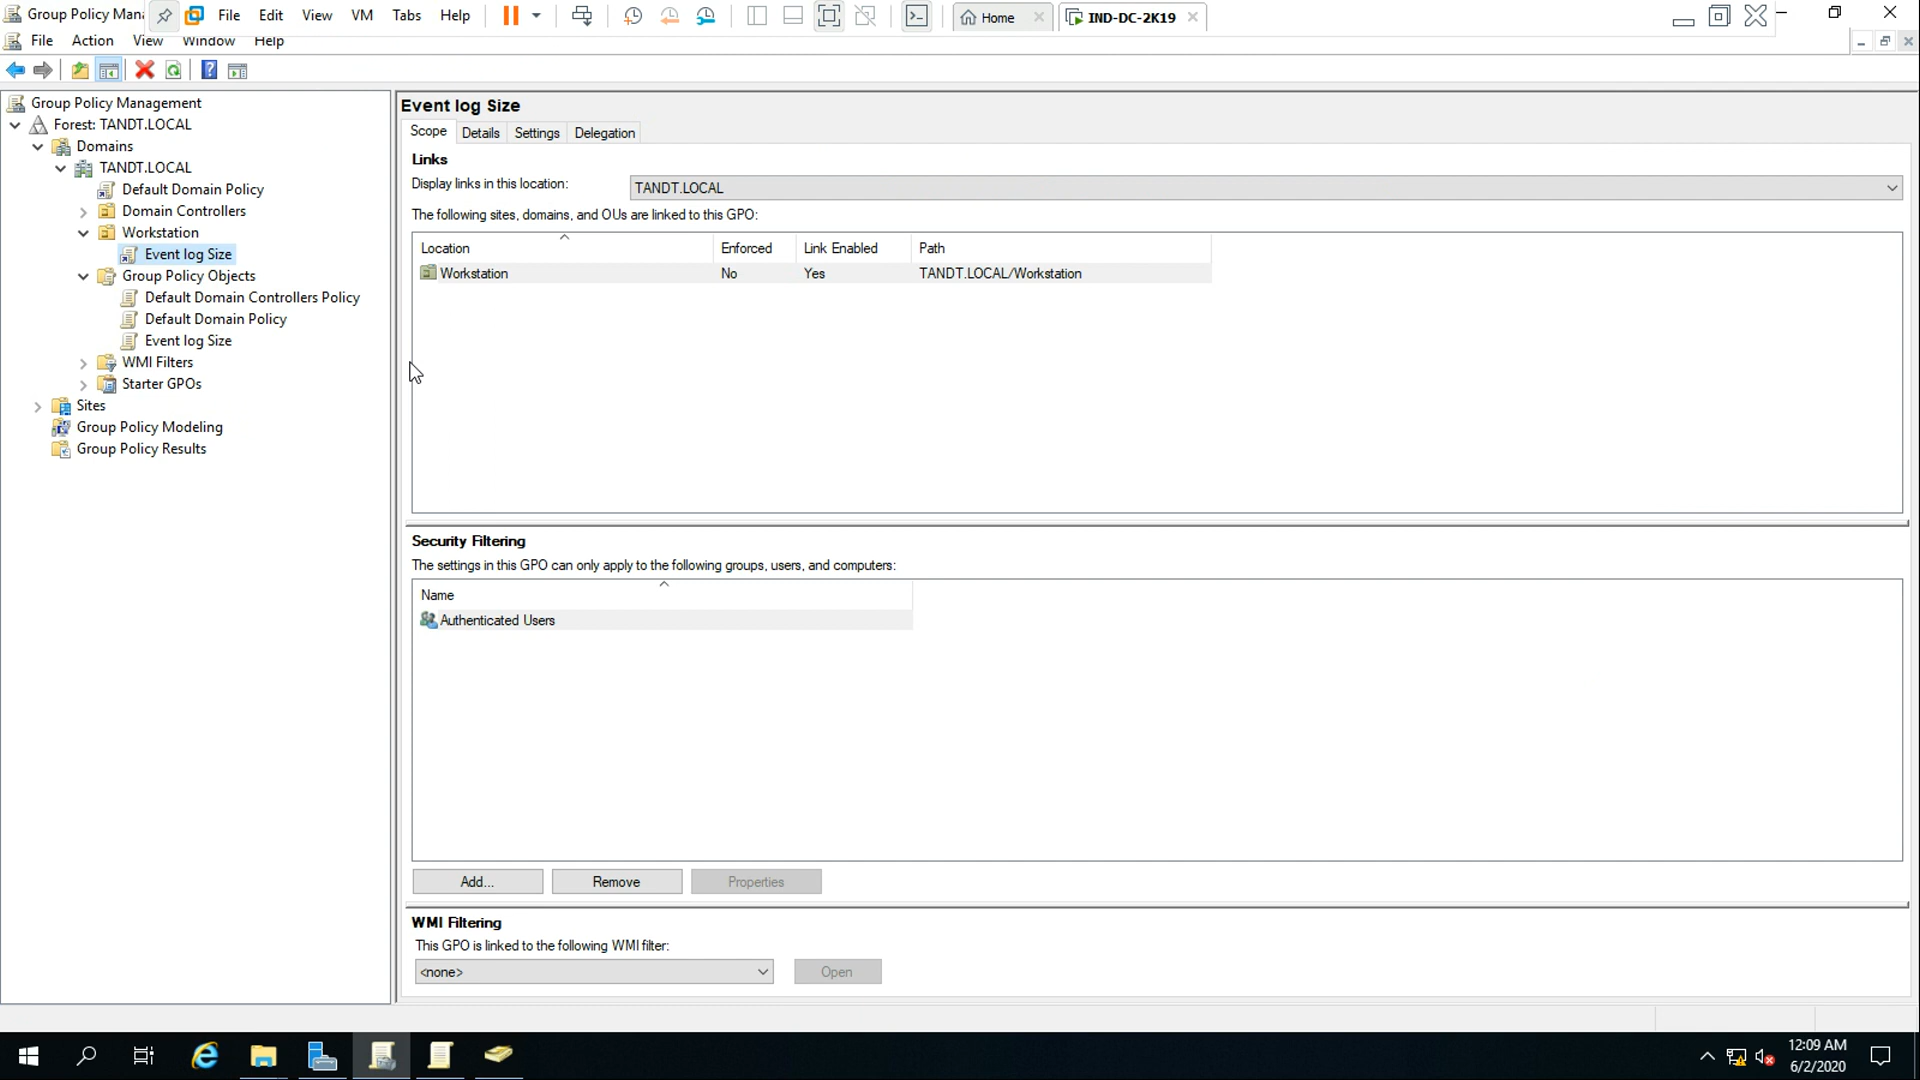 Group Policy Mana File Edit View VM Tabs Help Home IND-DC-2K19
File Action View Window Help
Group Policy Management
Forest: TANDT.LOCAL
Domains
TANDT.LOCAL
Default Domain Policy
Domain Controllers
Workstation
Event log Size
Group Policy Objects
Default Domain Controllers Policy
Default Domain Policy
Event log Size
WMI Filters
Starter GPOs
Sites
Group Policy Modeling
Group Policy Results
Event log Size
Scope Details Settings Delegation
Links
Display links in this location: TANDT.LOCAL
The following sites, domains, and OUs are linked to this GPO:
Location Enforced Link Enabled Path
Workstation No Yes TANDT.LOCAL/Workstation
Security Filtering
The settings in this GPO can only apply to the following groups, users, and computers:
Name
Authenticated Users
Add... Remove Properties
WMI Filtering
This GPO is linked to the following WMI filter:
<none> Open
12:09 AM
6/2/2020